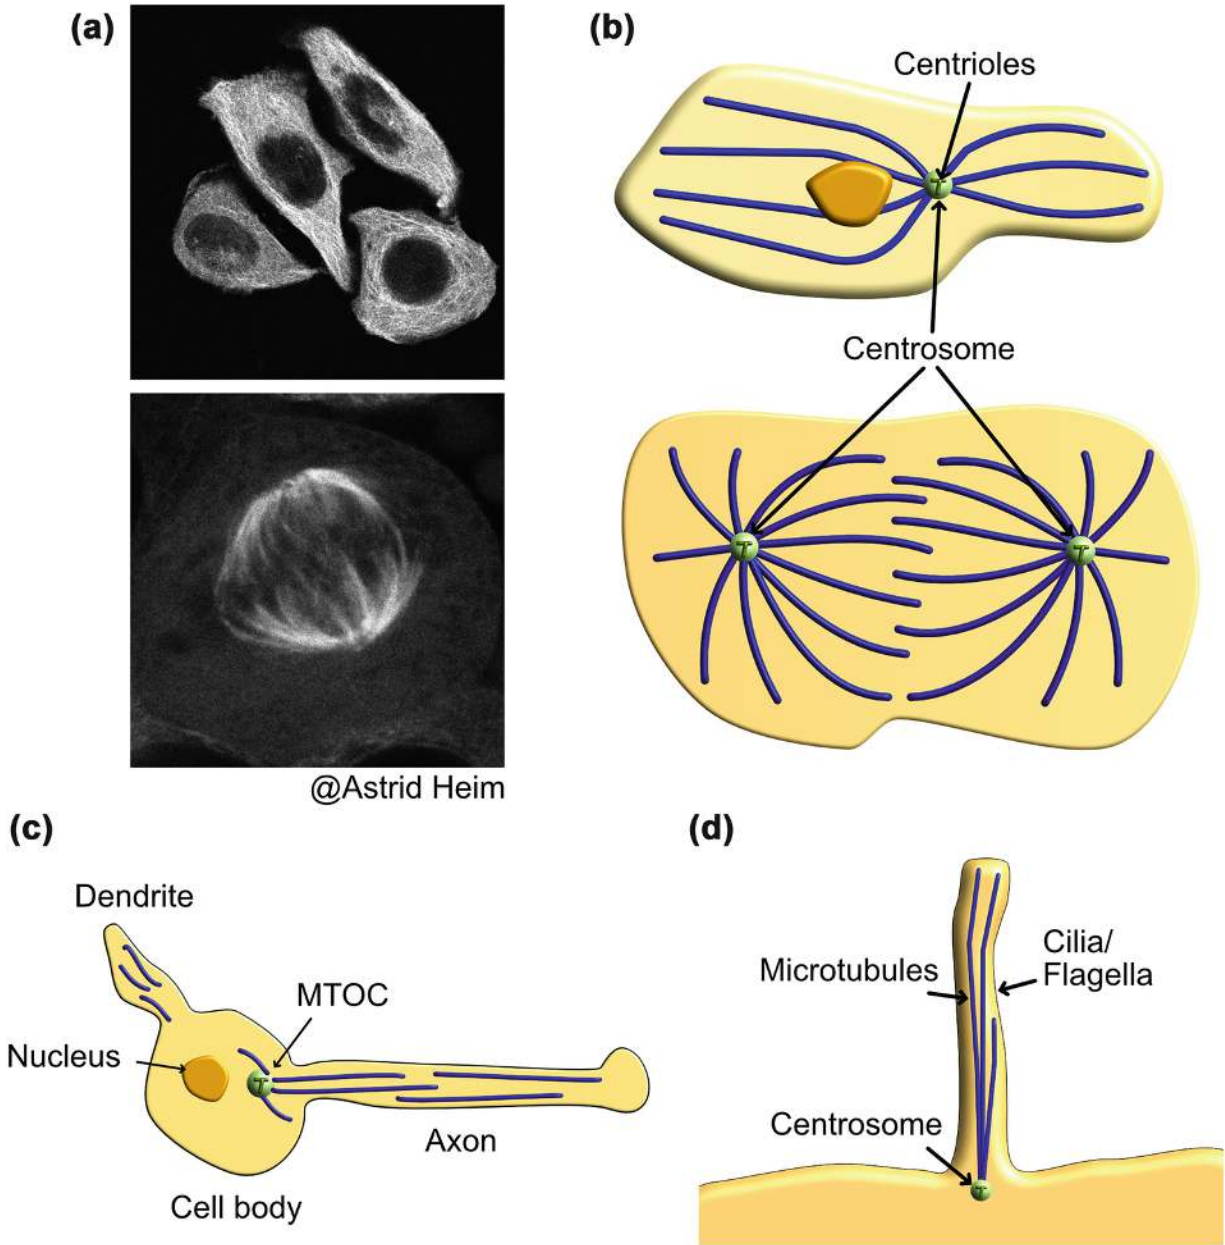 (a)
(b)
Centrioles
Centrosome
@Astrid Heim
(c)
(d)
Dendrite
MTOC
Nucleus
Axon
Cell body
Microtubules
Cilia/
Flagella
Centrosome